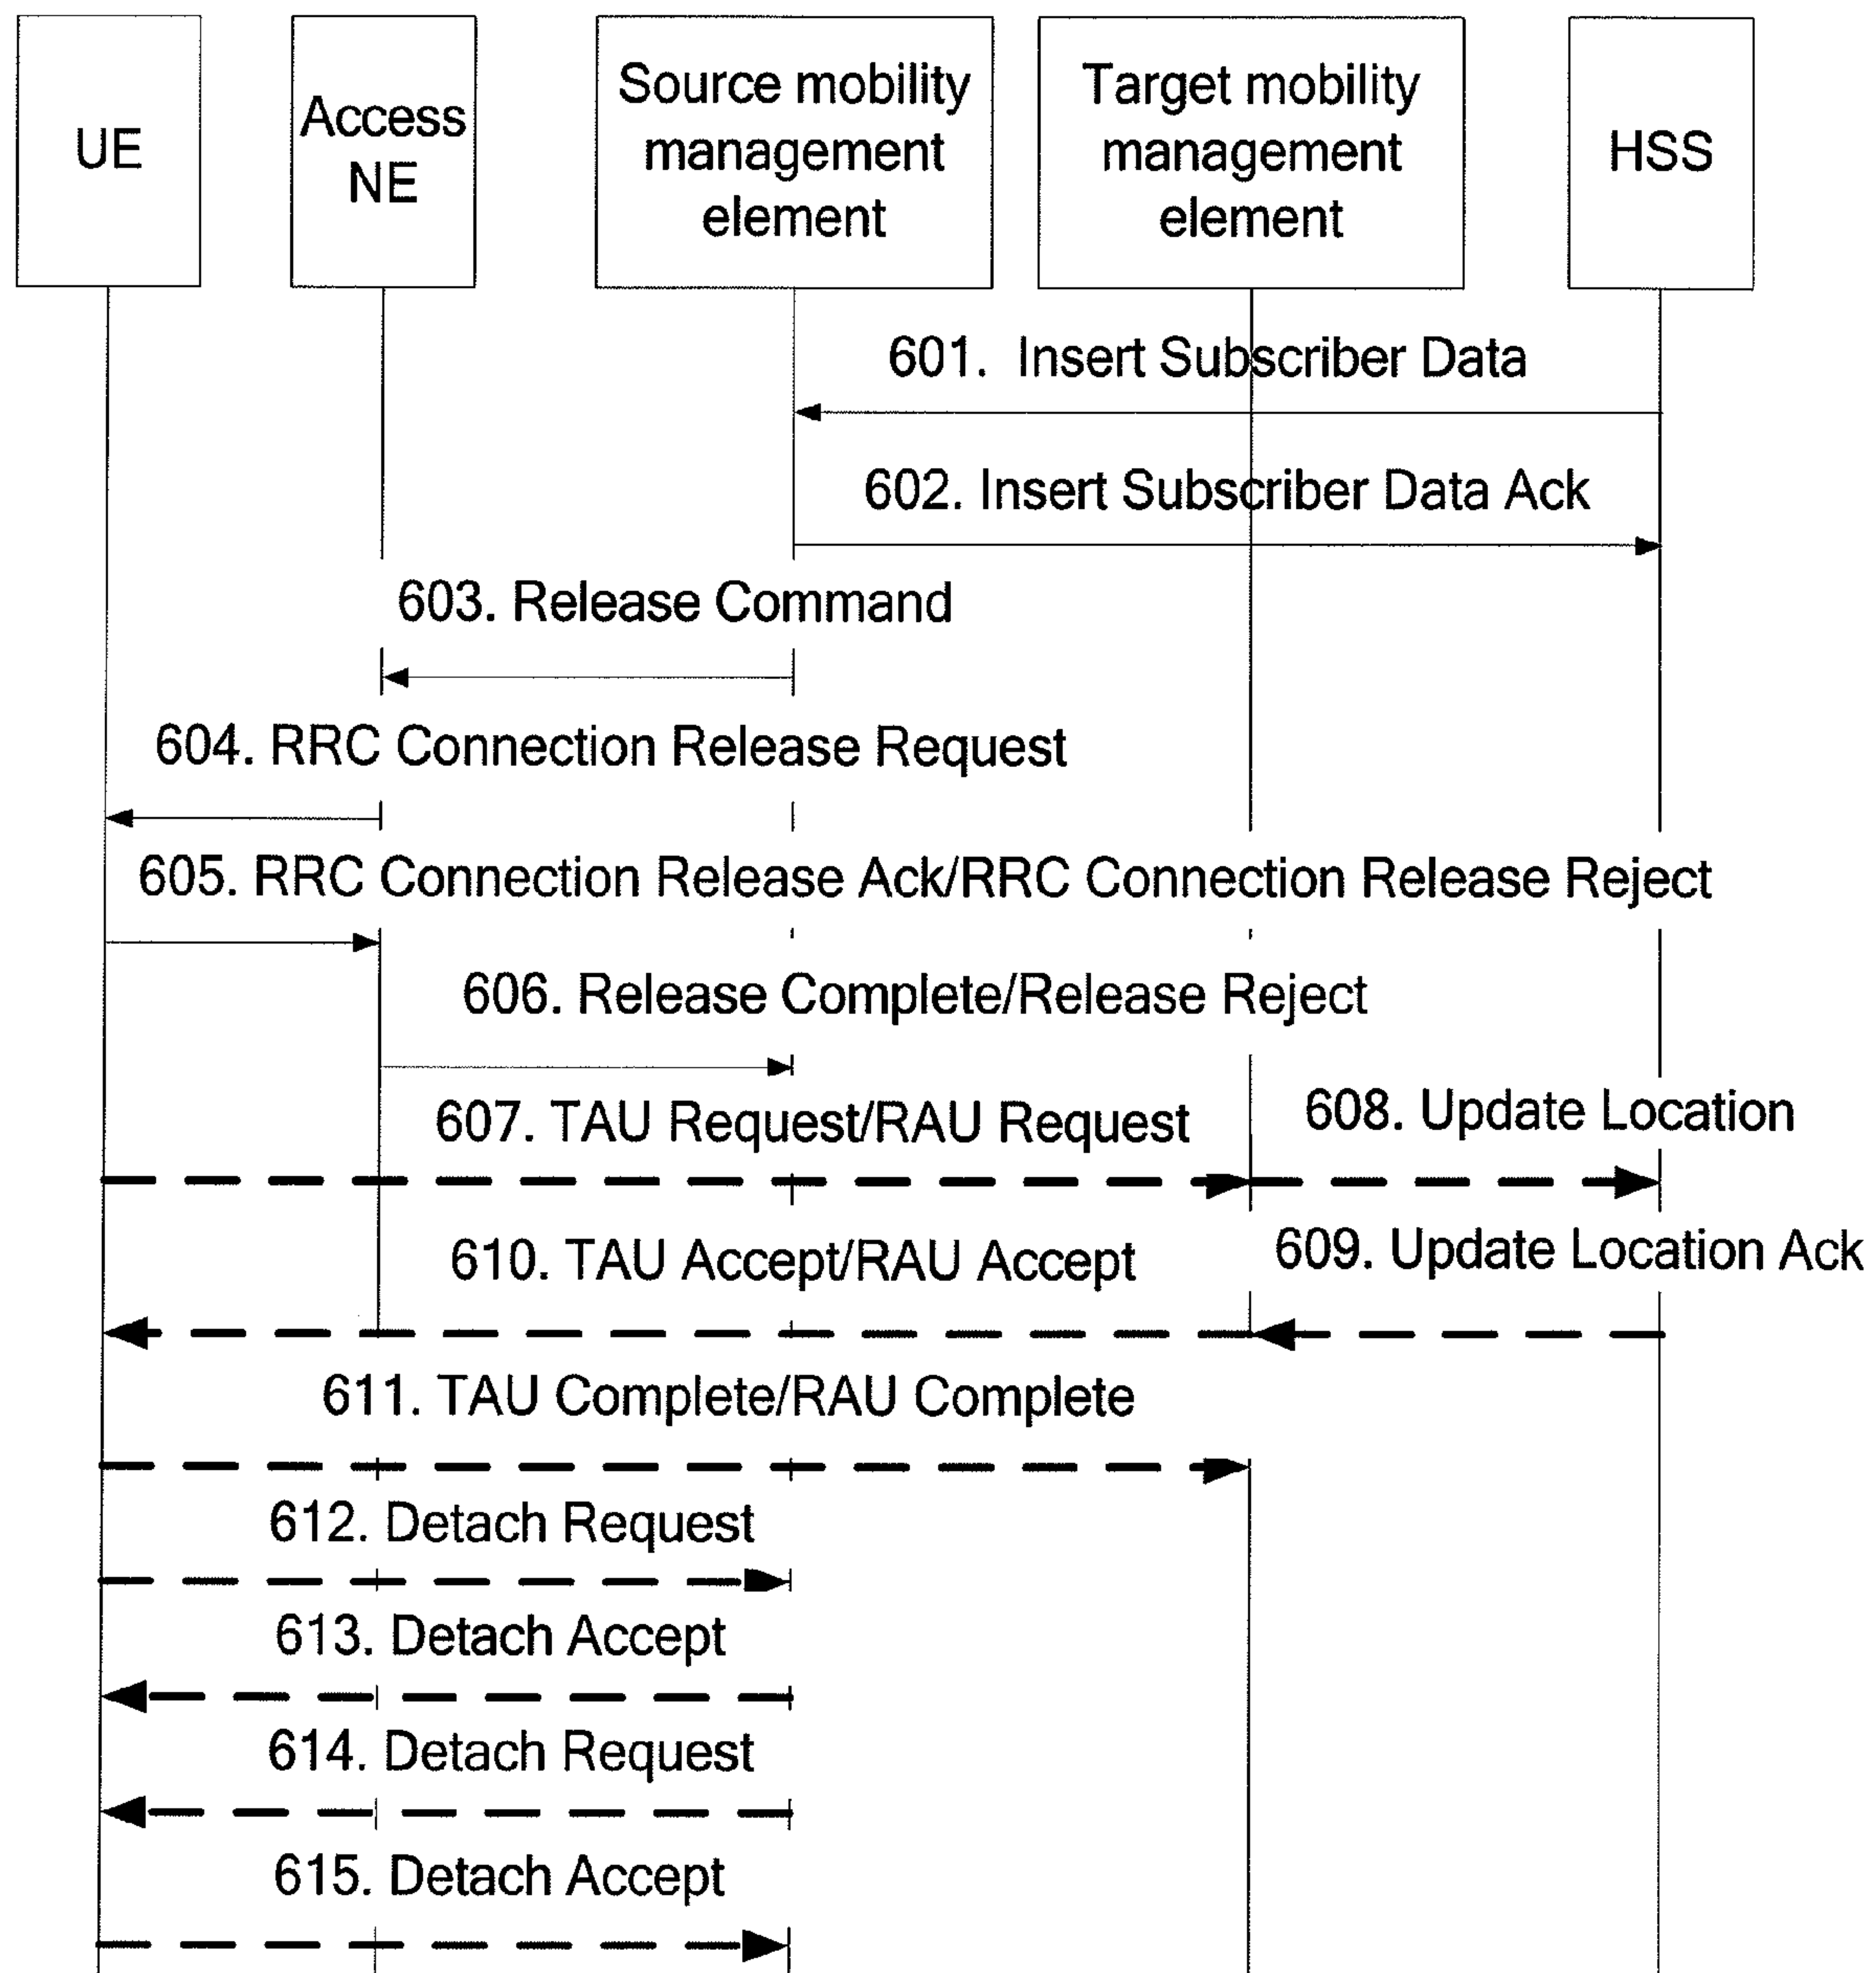 UE
Access
NE
Source mobility
management
element
Target mobility
management
element
HSS
601. Insert Subscriber Data
602. Insert Subscriber Data Ack
603. Release Command
604. RRC Connection Release Request
605. RRC Connection Release Ack/RRC Connection Release Reject
606. Release Complete/Release Reject
607. TAU Request/RAU Request
608. Update Location
610. TAU Accept/RAU Accept
609. Update Location Ack
611. TAU Complete/RAU Complete
612. Detach Request
613. Detach Accept
614. Detach Request
615. Detach Accept